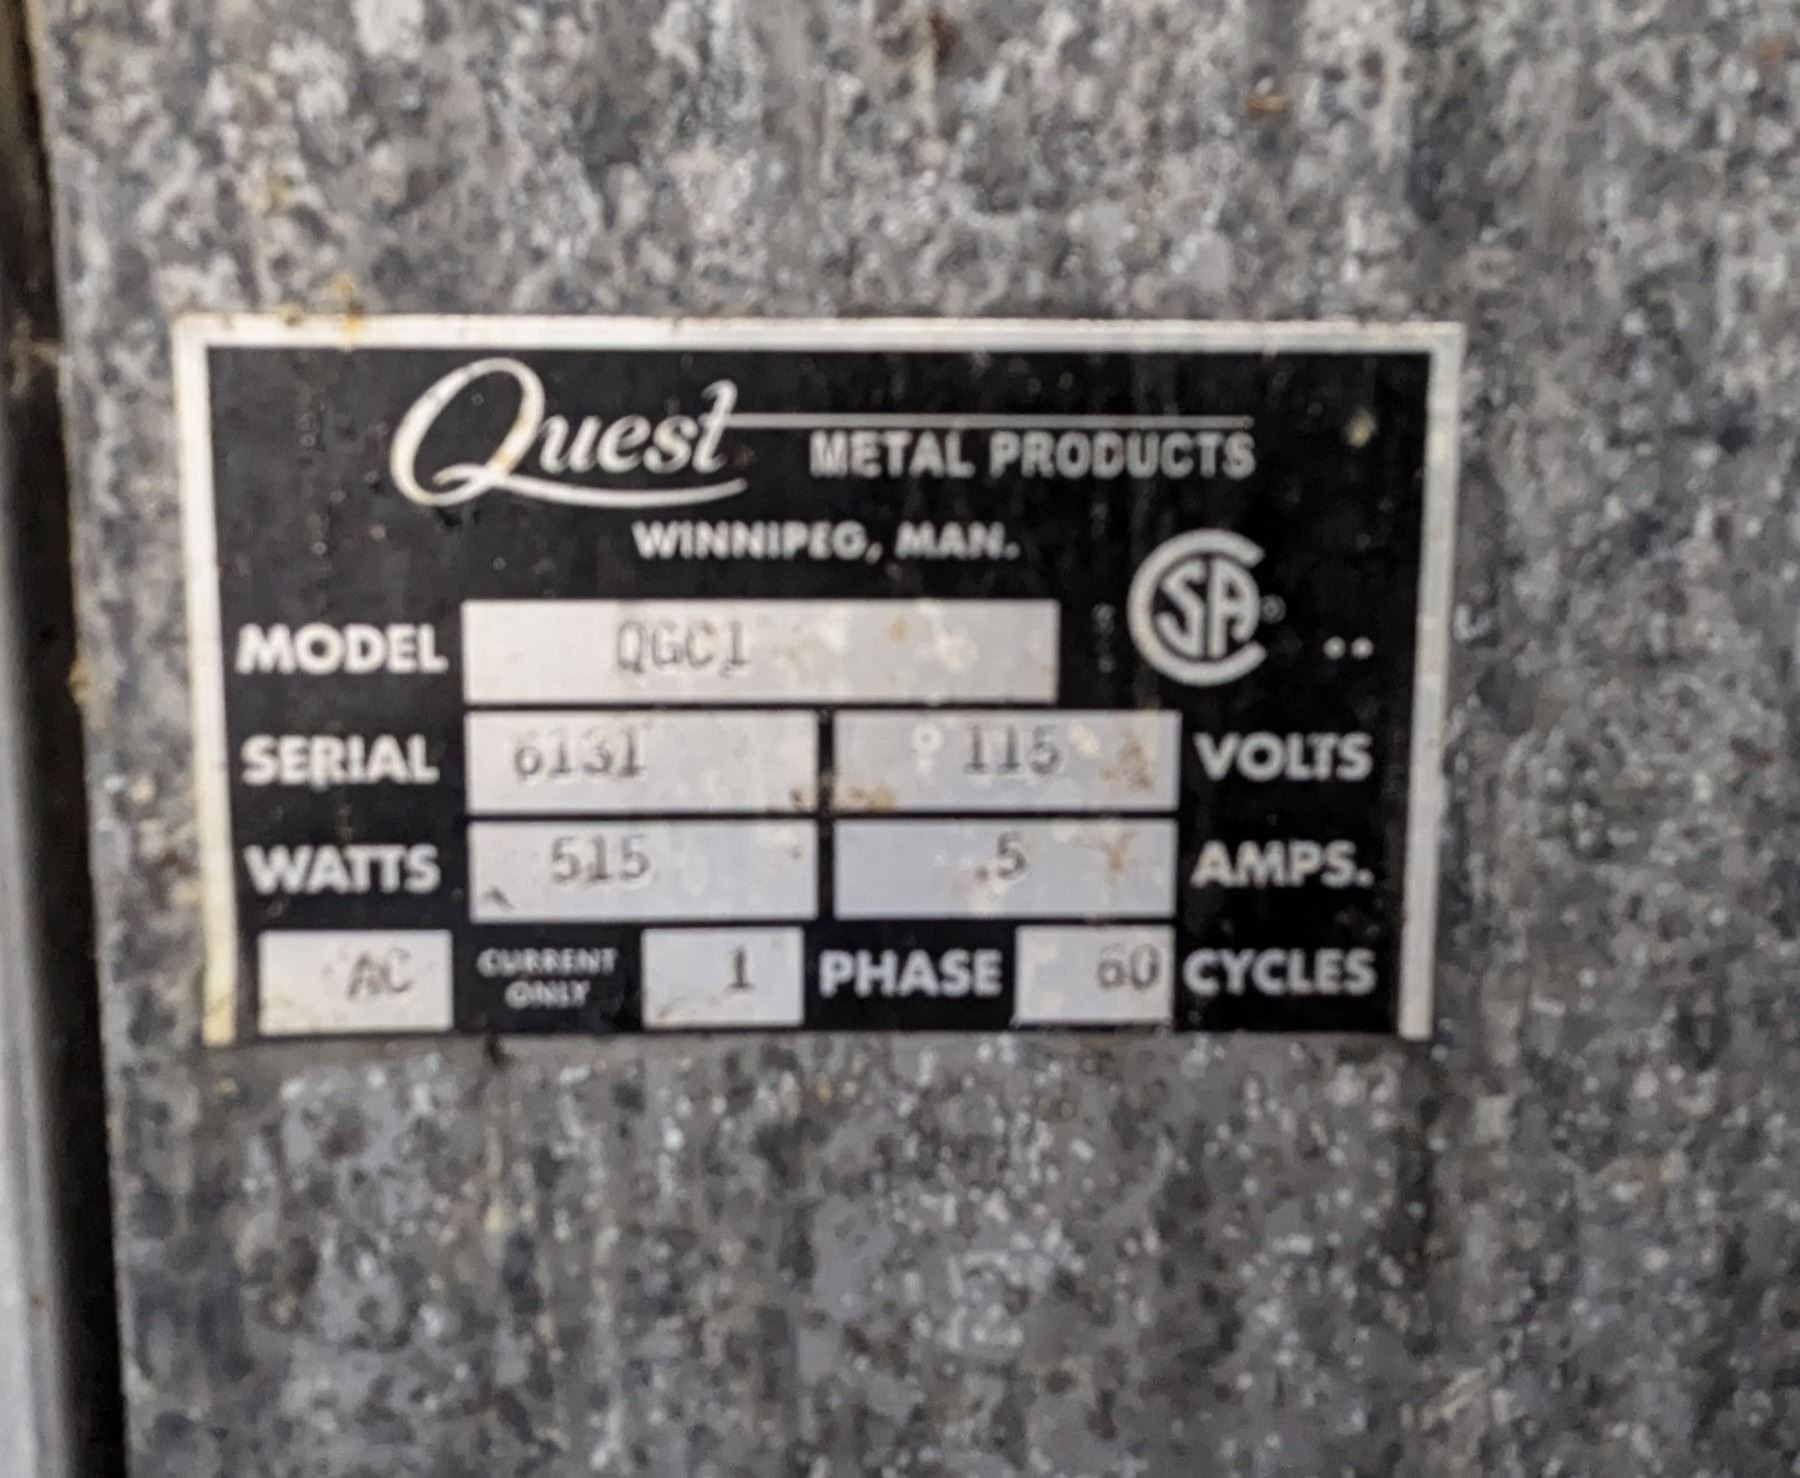 Quest METAL PRODUCTS
WINNIPEG, MAN.
CSA
MODEL QGC1
SERIAL 6131 115 VOLTS
WATTS 515 .5 AMPS.
AC CURRENT ONLY 1 PHASE 60 CYCLES